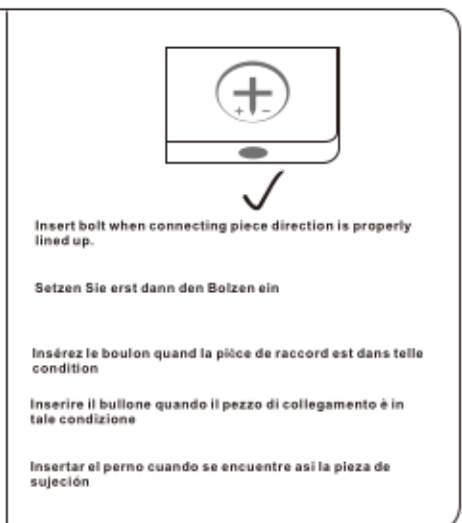 + -
Insert bolt when connecting piece direction is properly
lined up.
Setzen Sie erst dann den Bolzen ein
Insérez le boulon quand la pièce de raccord est dans telle
condition
Inserire il bullone quando il pezzo di collegamento è in
tale condizione
Insertar el perno cuando se encuentre asi la pieza de
sujeción